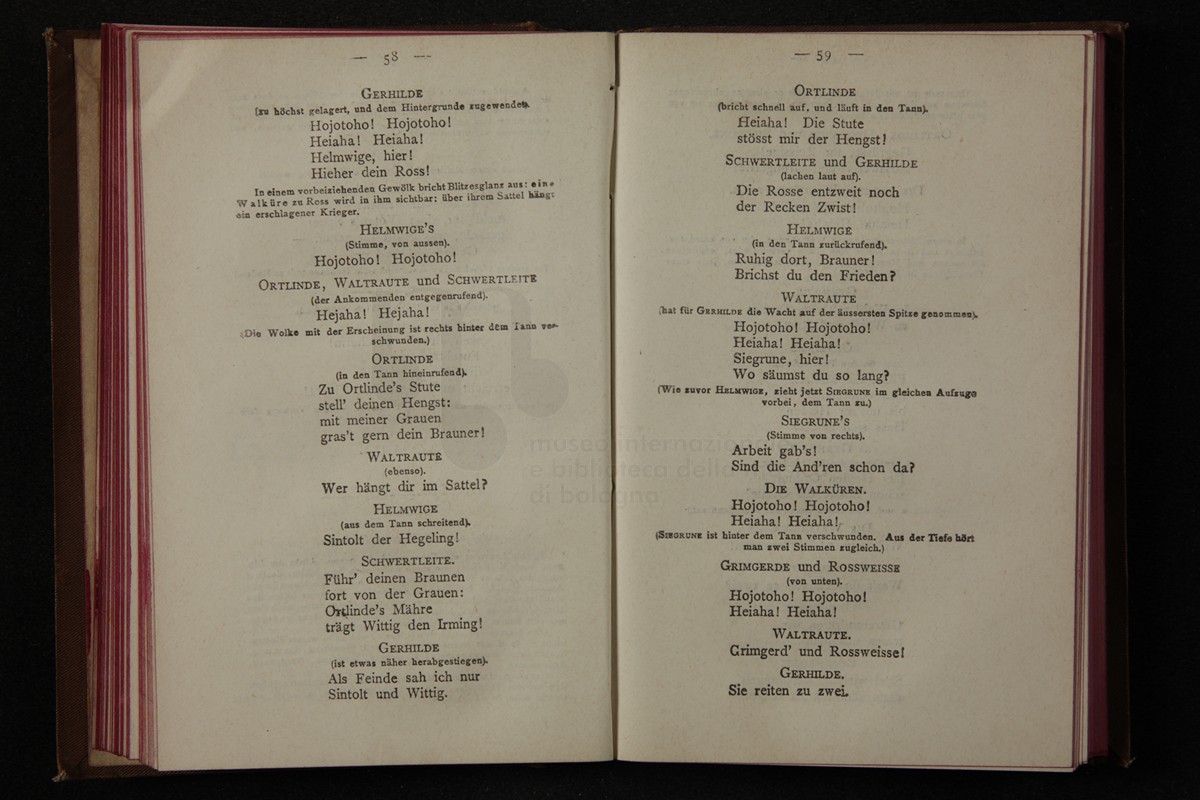 — 58 —
GERHILDE
(zu höchst gelagert, und dem Hintergrunde zugewendet).
Hojotoho! Hojotoho!
Heiaha! Heiaha!
Helmwige, hier!
Hieher dein Ross!
In einem vorbeiziehenden Gewölk bricht Blitzesglanz aus: eine
Walküre zu Ross wird in ihm sichtbar: über ihrem Sattel hängt
ein erschlagener Krieger.
HELMWIGE'S
(Stimme, von aussen).
Hojotoho! Hojotoho!
ORTLINDE, WALTRAUTE und SCHWERTLEITE
(der Ankommenden entgegenrufend).
Hejaha! Hejaha!
(Die Wolke mit der Erscheinung ist rechts hinter dem Tann ver-
schwunden.)
ORTLINDE
(in den Tann hineinrufend).
Zu Ortlinde's Stute
stell' deinen Hengst:
mit meiner Grauen
gras't gern dein Brauner!
WALTRAUTE
(ebenso).
Wer hängt dir im Sattel?
HELMWIGE
(aus dem Tann schreitend).
Sintolt der Hegeling!
SCHWERTLEITE.
Führ' deinen Braunen
fort von der Grauen:
Ortlinde's Mähre
trägt Wittig den Irming!
GERHILDE
(ist etwas näher herabgestiegen).
Als Feinde sah ich nur
Sintolt und Wittig.
— 59 —
ORTLINDE
(bricht schnell auf, und läuft in den Tann).
Heiaha! Die Stute
stösst mir der Hengst!
SCHWERTLEITE und GERHILDE
(lachen laut auf).
Die Rosse entzweit noch
der Recken Zwist!
HELMWIGE
(in den Tann zurückrufend).
Ruhig dort, Brauner!
Brichst du den Frieden?
WALTRAUTE
(hat für GERHILDE die Wacht auf der äussersten Spitze genommen).
Hojotoho! Hojotoho!
Heiaha! Heiaha!
Siegrune, hier!
Wo säumst du so lang?
(Wie zuvor HELMWIGE, zieht jetzt SIEGRUNE im gleichen Aufzuge
vorbei, dem Tann zu.)
SIEGRUNE'S
(Stimme von rechts).
Arbeit gab's!
Sind die And'ren schon da?
DIE WALKÜREN.
Hojotoho! Hojotoho!
Heiaha! Heiaha!
(SIEGRUNE ist hinter dem Tann verschwunden. Aus der Tiefe hört
man zwei Stimmen zugleich.)
GRIMGERDE und ROSSWEISSE
(von unten).
Hojotoho! Hojotoho!
Heiaha! Heiaha!
WALTRAUTE.
Grimgerd' und Rossweisse!
GERHILDE.
Sie reiten zu zwei.
museo internazionale
e biblioteca della
di bologna